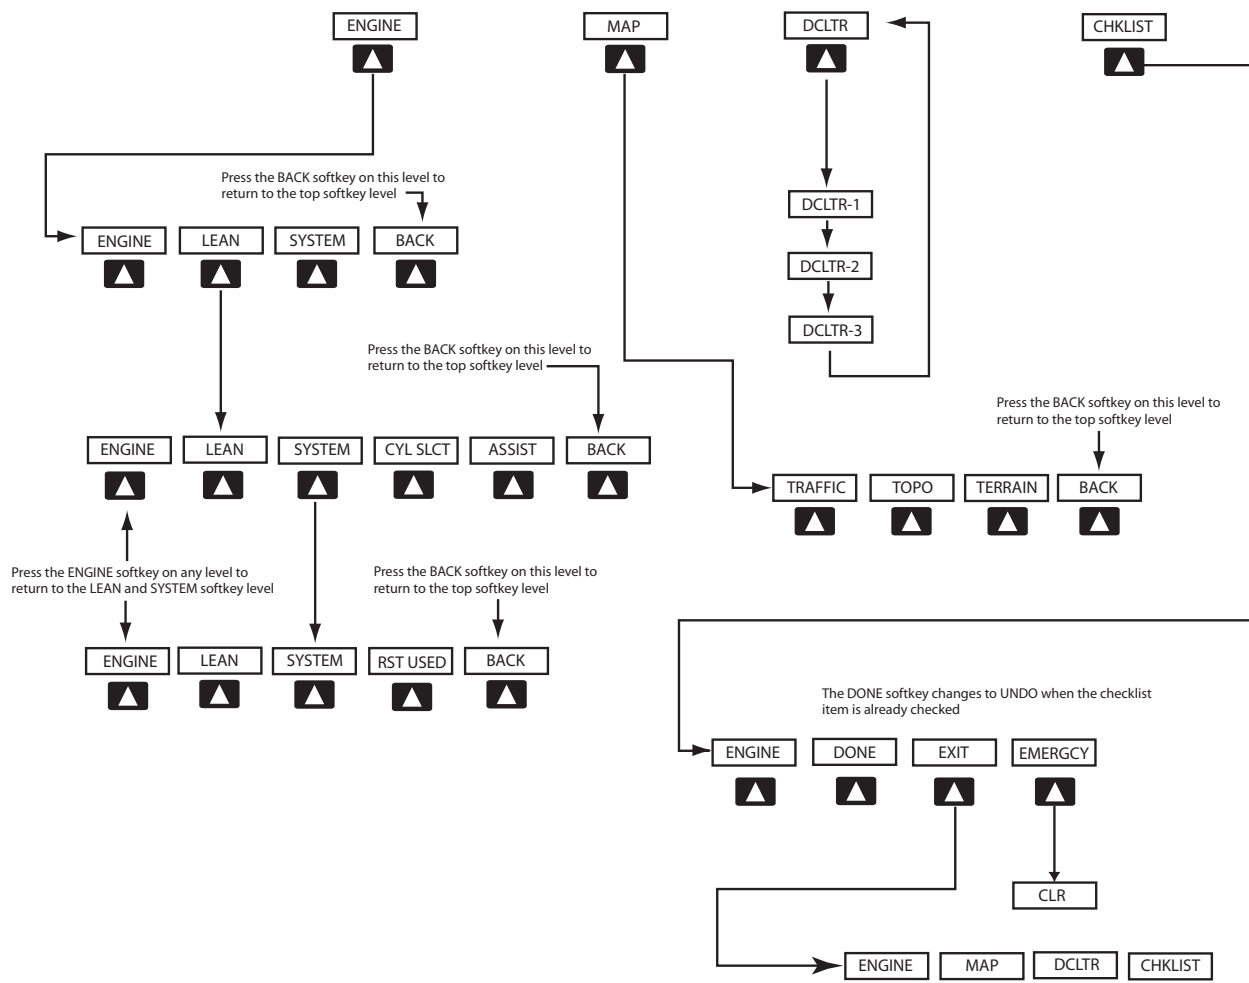 ENGINE
MAP
DCLTR
CHKLIST
Press the BACK softkey on this level to
return to the top softkey level
DCLTR-1
ENGINE
LEAN
SYSTEM
BACK
DCLTR-2
DCLTR-3
Press the BACK softkey on this level to
return to the top softkey level
Press the BACK softkey on this level to
return to the top softkey level
ENGINE
LEAN
SYSTEM
CYL SLCT
ASSIST
BACK
TRAFFIC
TOPO
TERRAIN
BACK
Press the ENGINE softkey on any level to
return to the LEAN and SYSTEM softkey level
Press the BACK softkey on this level to
return to the top softkey level
ENGINE
LEAN
SYSTEM
RST USED
BACK
The DONE softkey changes to UNDO when the checklist
item is already checked
ENGINE
DONE
EXIT
EMERGCY
CLR
ENGINE
MAP
DCLTR
CHKLIST